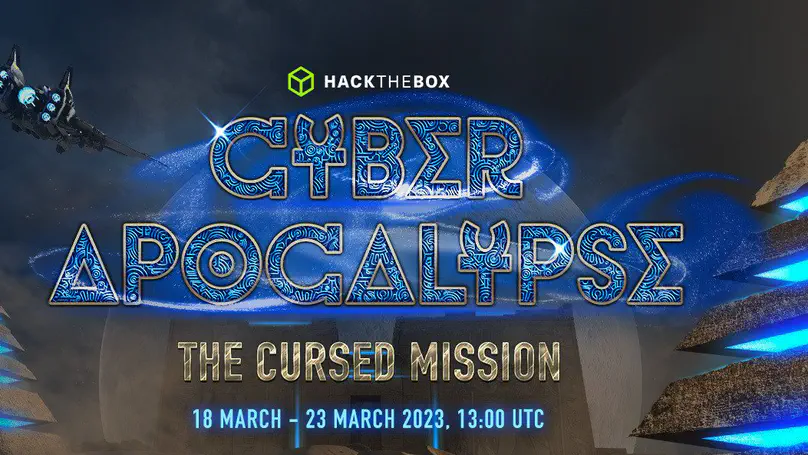 HACKTHEBOX
CYBER
APOCALYPSE
THE CURSED MISSION
18 MARCH - 23 MARCH 2023, 13:00 UTC